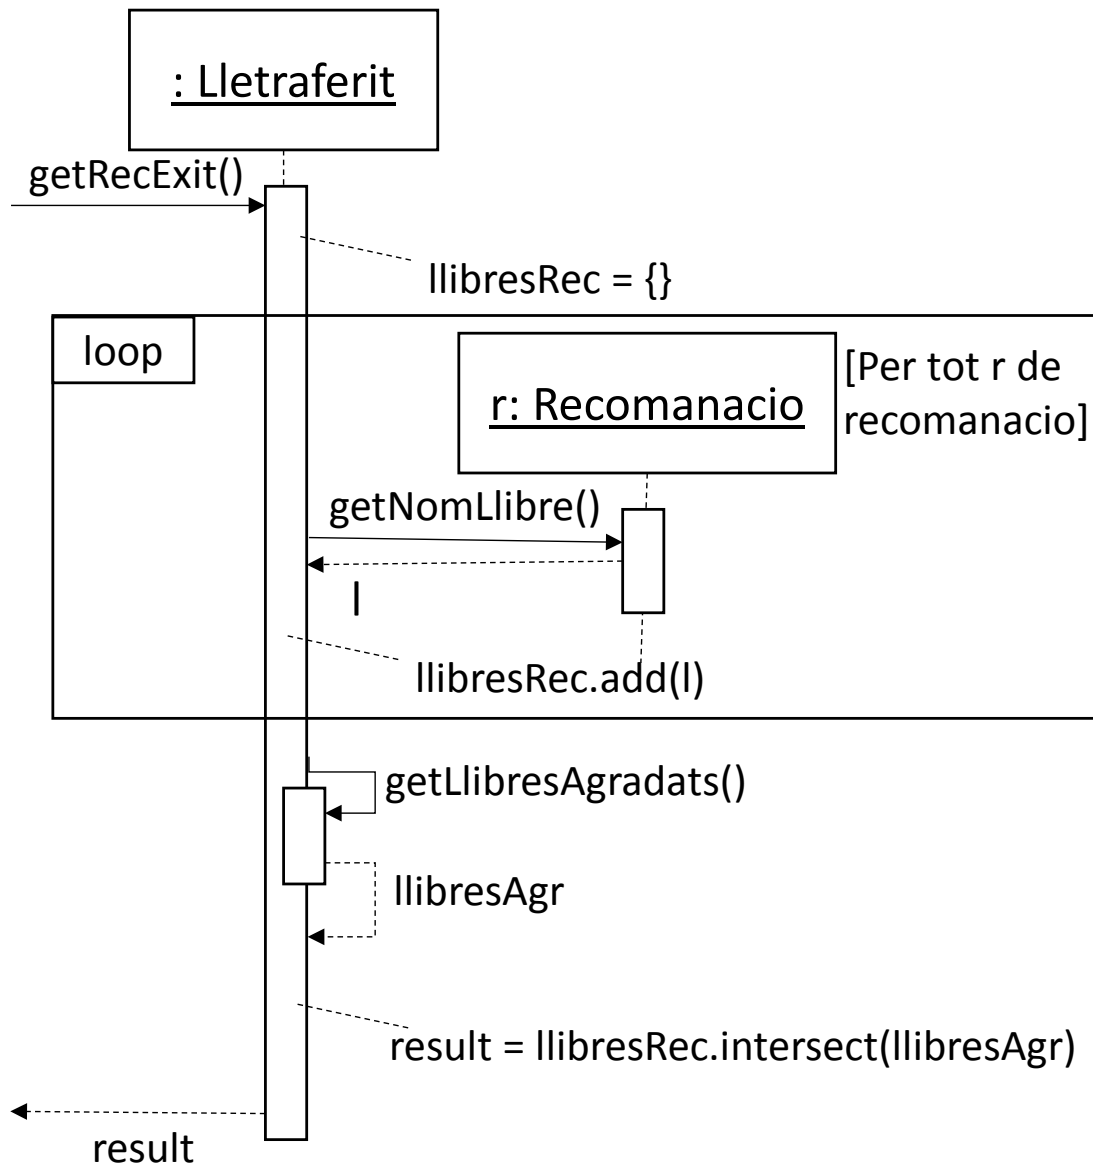 : Lletraferit
getRecExit()
llibresRec = {}
loop
r: Recomanacio
[Per tot r de
recomanacio]
getNomLlibre()
l
llibresRec.add(l)
getLlibresAgradats()
llibresAgr
result = llibresRec.intersect(llibresAgr)
result